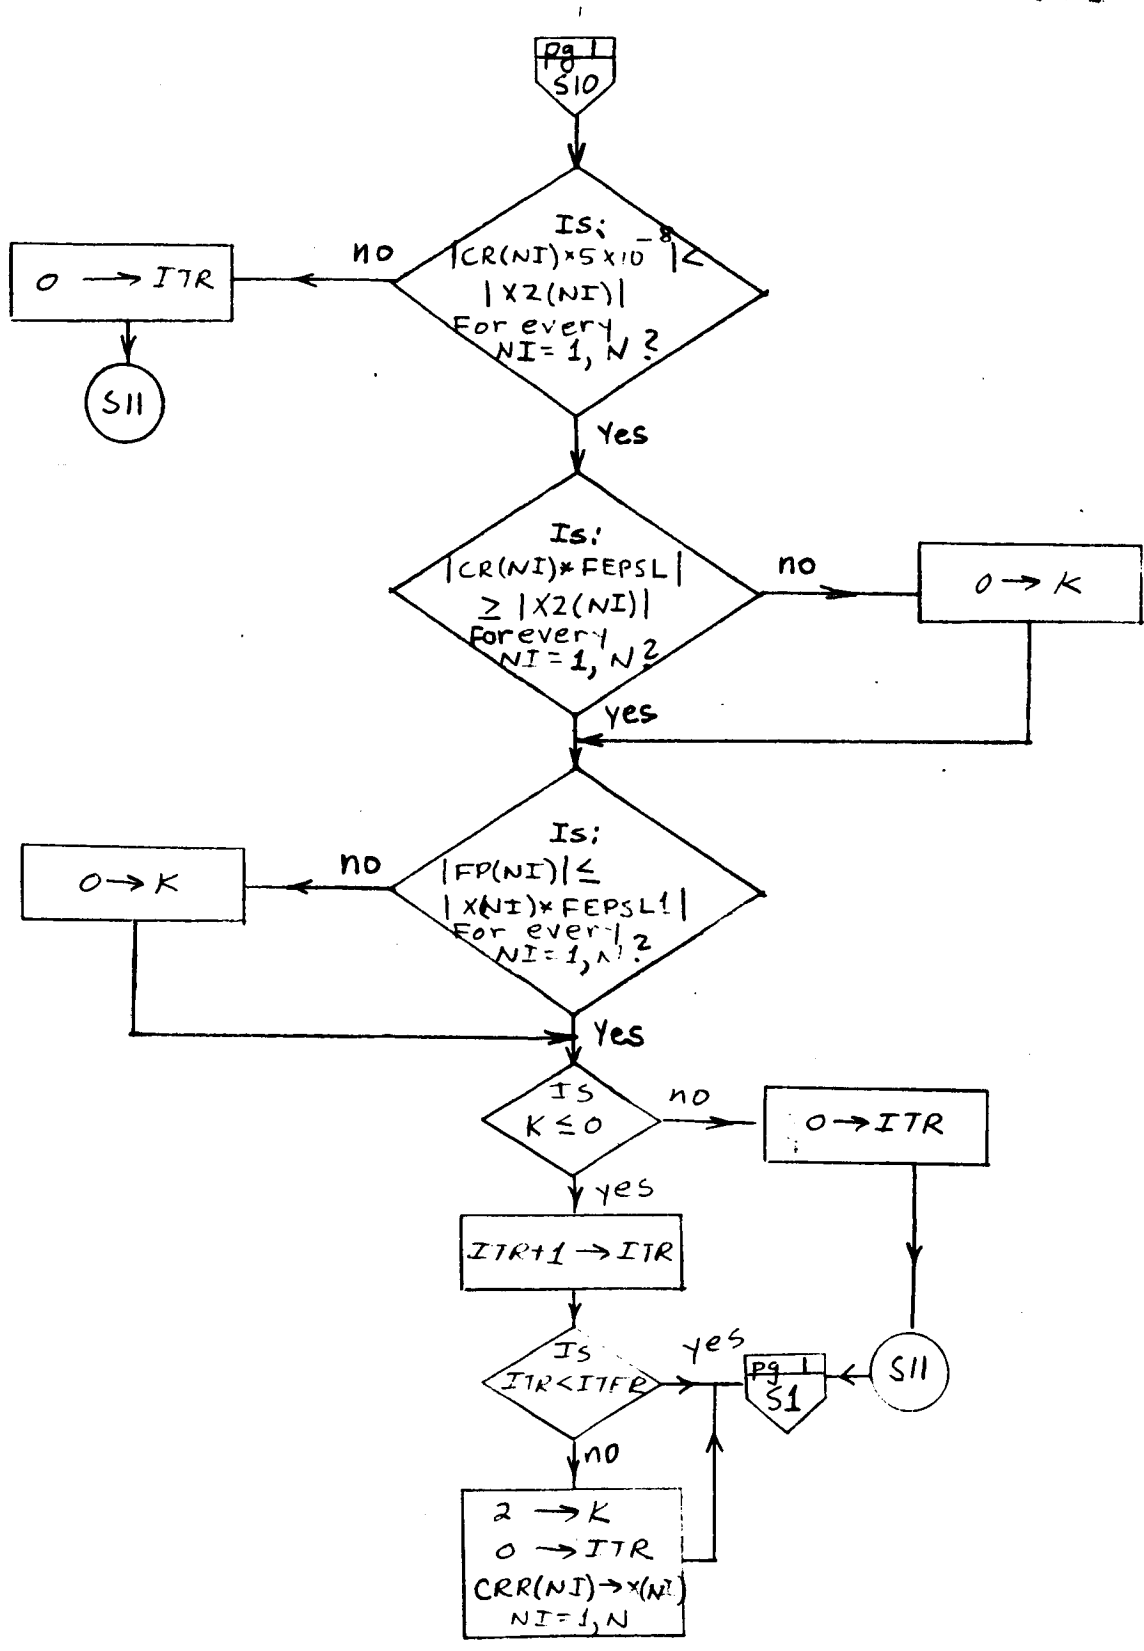 pg 1
S10
Is:
|CR(NI)*5×10⁻⁸|<
|X2(NI)|
For every
NI=1, N?
no
0 → ITR
S11
Yes
Is:
|CR(NI)* FEPSL|
≥ |X2(NI)|
For every
NI=1, N?
no
0 → K
yes
Is:
|FP(NI)|≤
|X(NI)* FEPSL1|
For every
NI=1, N?
no
0 → K
Yes
Is
K ≤ 0
no
0 → ITR
yes
ITR+1 → ITR
Is
ITR<ITFR
yes
pg 1
S1
S11
no
2 → K
0 → ITR
CRR(NI) → X(NI)
NI=1, N